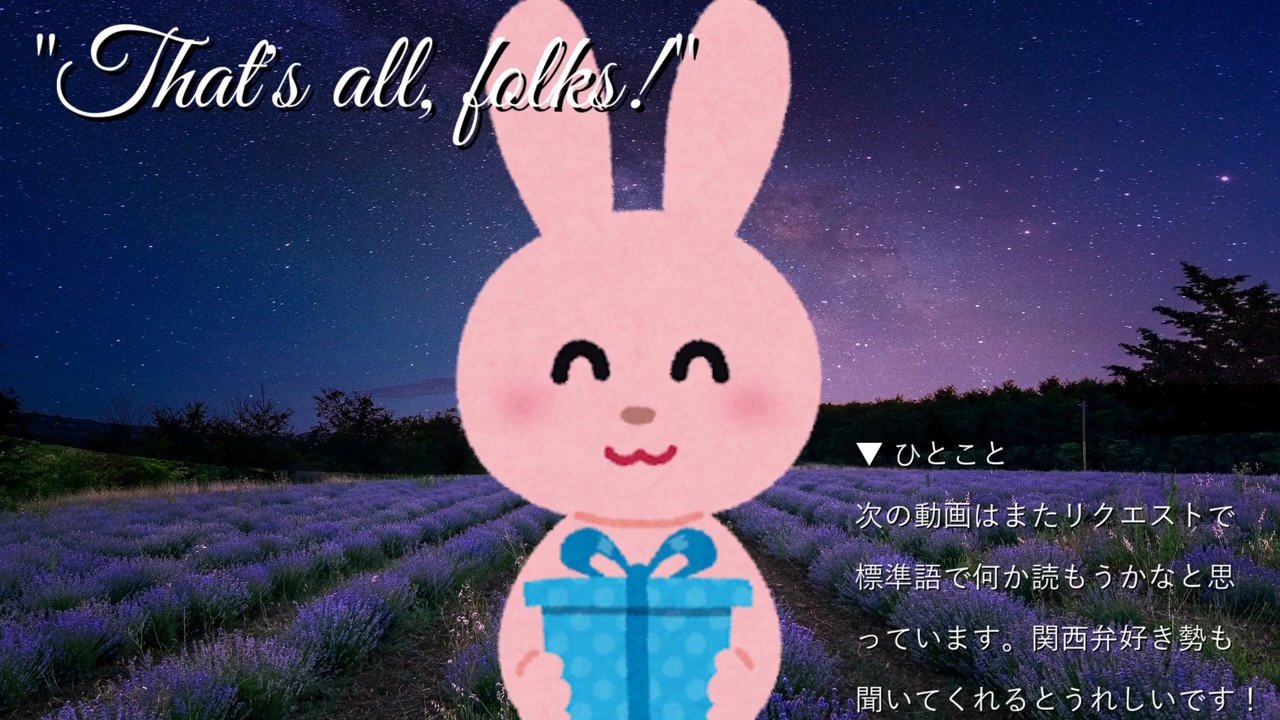 "That's all, folks!"
▼ ひとこと
次の動画はまたリクエストで
標準語で何か読もうかなと思
っています。関西弁好き勢も
聞いてくれるとうれしいです！